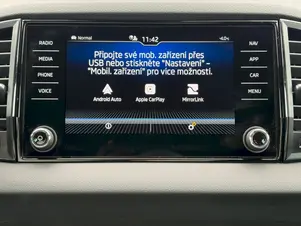 Normal
11:42
RADIO
MEDIA
PHONE
VOICE
Připojte své mob. zařízení přes
USB nebo stiskněte "Nastavení" –
"Mobil. zařízení" pro více možností.
Android Auto
Apple CarPlay
MirrorLink
NAV
APP
CAR
MENU